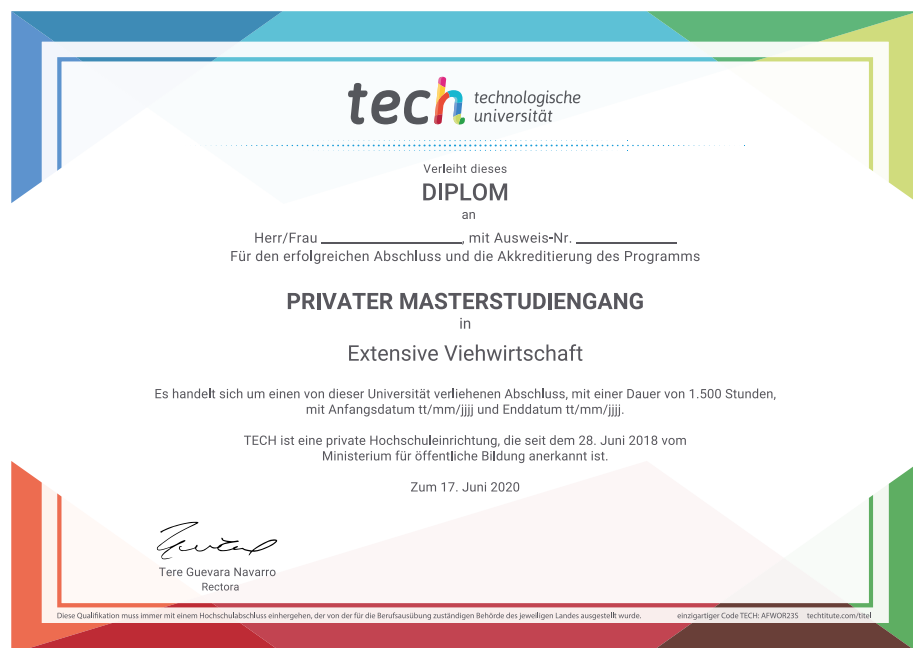 tech technologische
universität
Verleiht dieses
DIPLOM
an
Herr/Frau ____________________, mit Ausweis-Nr. ______________
Für den erfolgreichen Abschluss und die Akkreditierung des Programms
PRIVATER MASTERSTUDIENGANG
in
Extensive Viehwirtschaft
Es handelt sich um einen von dieser Universität verliehenen Abschluss, mit einer Dauer von 1.500 Stunden,
mit Anfangsdatum tt/mm/jjjj und Enddatum tt/mm/jjjj.
TECH ist eine private Hochschuleinrichtung, die seit dem 28. Juni 2018 vom
Ministerium für öffentliche Bildung anerkannt ist.
Zum 17. Juni 2020
Tere Guevara Navarro
Rectora
Diese Qualifikation muss immer mit einem Hochschulabschluss einhergehen, der von der für die Berufsausübung zuständigen Behörde des jeweiligen Landes ausgestellt wurde. einzigartiger Code TECH: AFWOR23S techtitute.com/titel